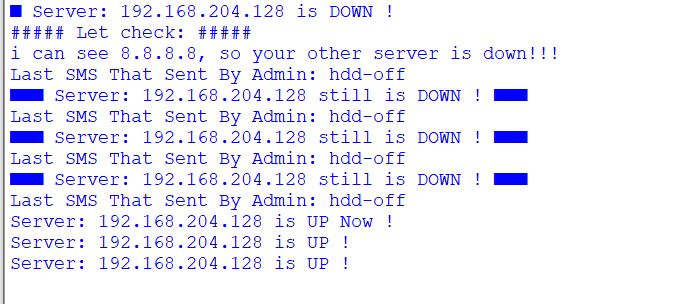 ■ Server: 192.168.204.128 is DOWN !
##### Let check: #####
i can see 8.8.8.8, so your other server is down!!!
Last SMS That Sent By Admin: hdd-off
■■■ Server: 192.168.204.128 still is DOWN ! ■■■
Last SMS That Sent By Admin: hdd-off
■■■ Server: 192.168.204.128 still is DOWN ! ■■■
Last SMS That Sent By Admin: hdd-off
■■■ Server: 192.168.204.128 still is DOWN ! ■■■
Last SMS That Sent By Admin: hdd-off
Server: 192.168.204.128 is UP Now !
Server: 192.168.204.128 is UP !
Server: 192.168.204.128 is UP !